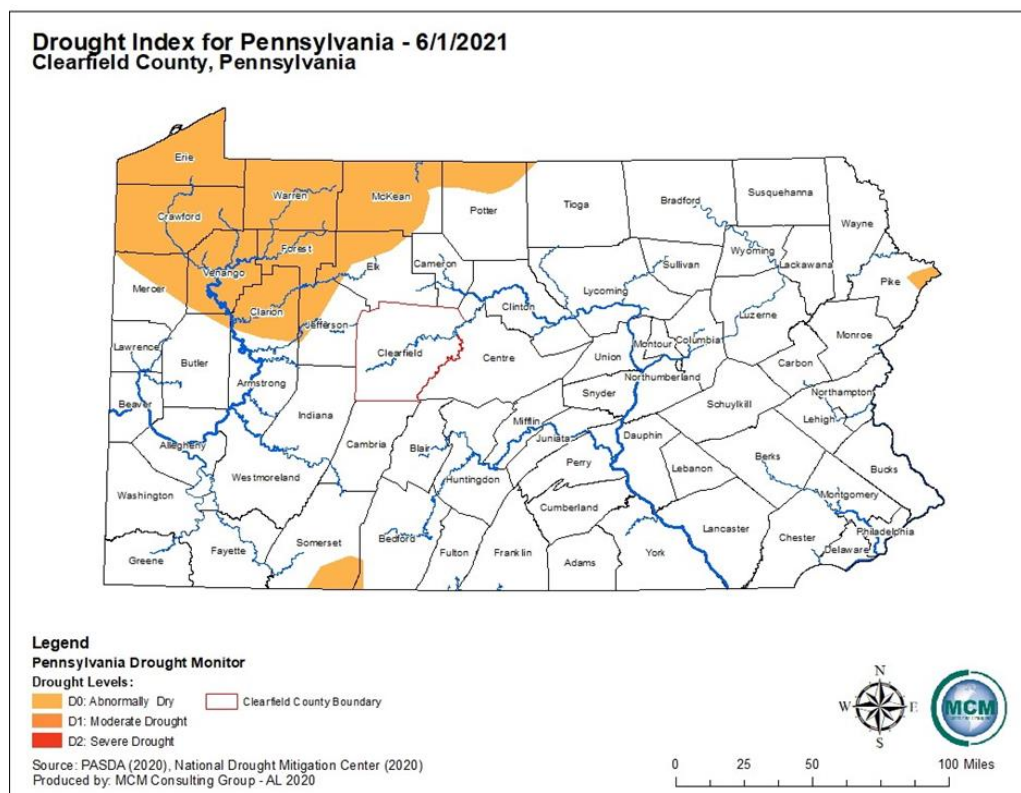 Drought Index for Pennsylvania - 6/1/2021
Clearfield County, Pennsylvania
Erie
Warren
McKean
Susquehanna
Bradford
Potter
Tioga
Crawford
Wayne
Forest
Wyoming
Elk
Cameron
Sullivan
Lackawana
Venango
Pike
Mercer
Lycoming
Clinton
Clarion
Luzerne
Jefferson
Monroe
Columbia
Montour
Lawrence
Clearfield
Centre
Union
Butler
Carbon
Northumberland
Armstrong
Snyder
Northampton
Beaver
Schuylkill
Indiana
Lehigh
Mifflin
Dauphin
Juniata
Allegheny
Cambria
Blair
Berks
Perry
Lebanon
Bucks
Westmoreland
Huntingdon
Washington
Montgomery
Cumberland
Lancaster
Philadelphia
Bedford
Chester
Somerset
Fayette
Delaware
Fulton
Franklin
York
Greene
Adams
Legend
Pennsylvania Drought Monitor
Drought Levels:
D0: Abnormally Dry
Clearfield County Boundary
D1: Moderate Drought
D2: Severe Drought
Source: PASDA (2020), National Drought Mitigation Center (2020)
Produced by: MCM Consulting Group - AL 2020
N
W
E
S
MCM
0 25 50 100 Miles